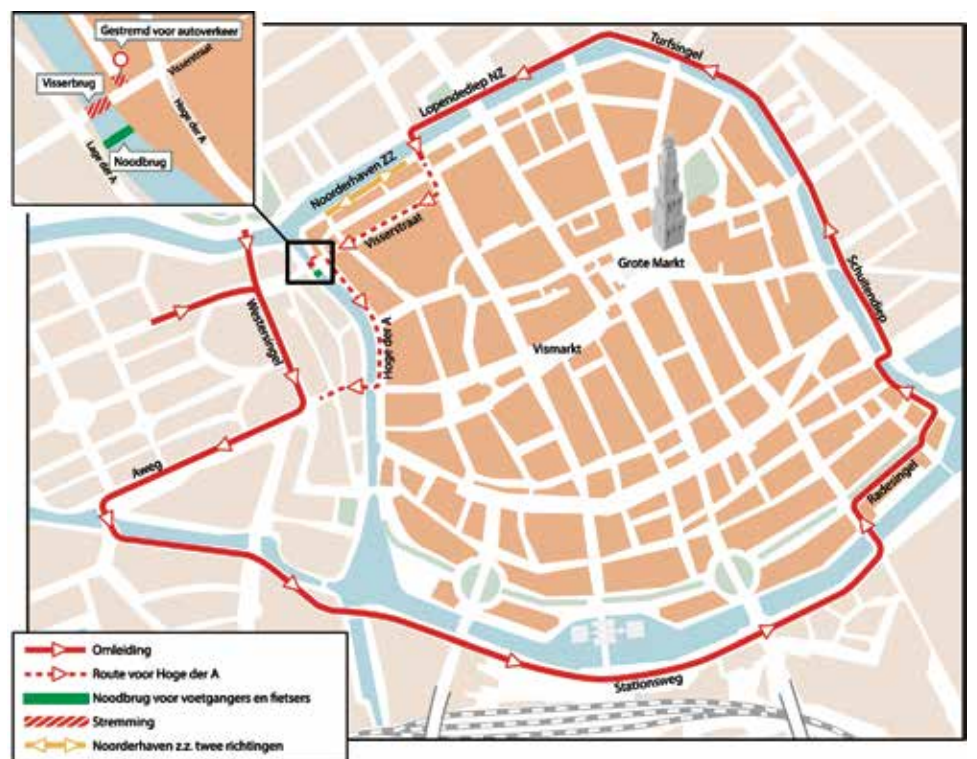 Gestremd voor autoverkeer
Visserstraat
Visserbrug
Hoge der A
Noodbrug
Lage der A
Turfsingel
Lopendediep NZ
Noorderhaven ZZ
Visserstraat
Grote Markt
Schuitendiep
Westersingel
Hoge der A
Vismarkt
Aweg
Radesingel
Stationsweg
Omleiding
Route voor Hoge der A
Noodbrug voor voetgangers en fietsers
Stremming
Noorderhaven z.z. twee richtingen